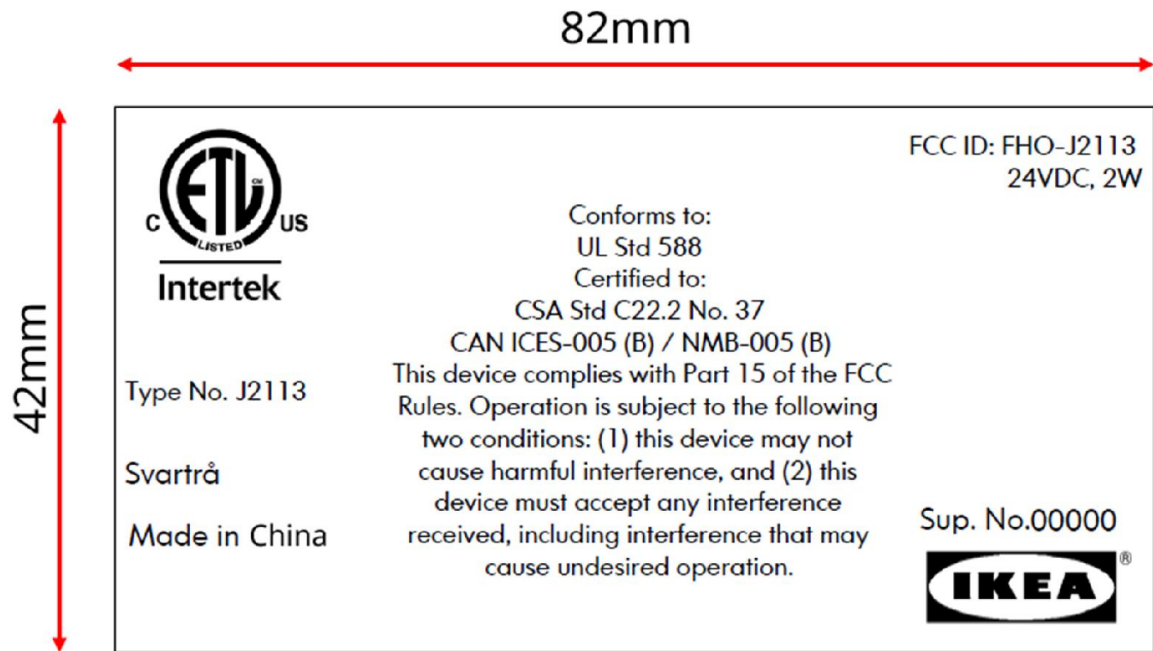 82mm
42mm
ETL CM
C US
LISTED
Intertek
FCC ID: FHO-J2113
24VDC, 2W
Conforms to:
UL Std 588
Certified to:
CSA Std C22.2 No. 37
CAN ICES-005 (B) / NMB-005 (B)
This device complies with Part 15 of the FCC
Rules. Operation is subject to the following
two conditions: (1) this device may not
cause harmful interference, and (2) this
device must accept any interference
received, including interference that may
cause undesired operation.
Type No. J2113
Svartrå
Made in China
Sup. No.00000
IKEA®